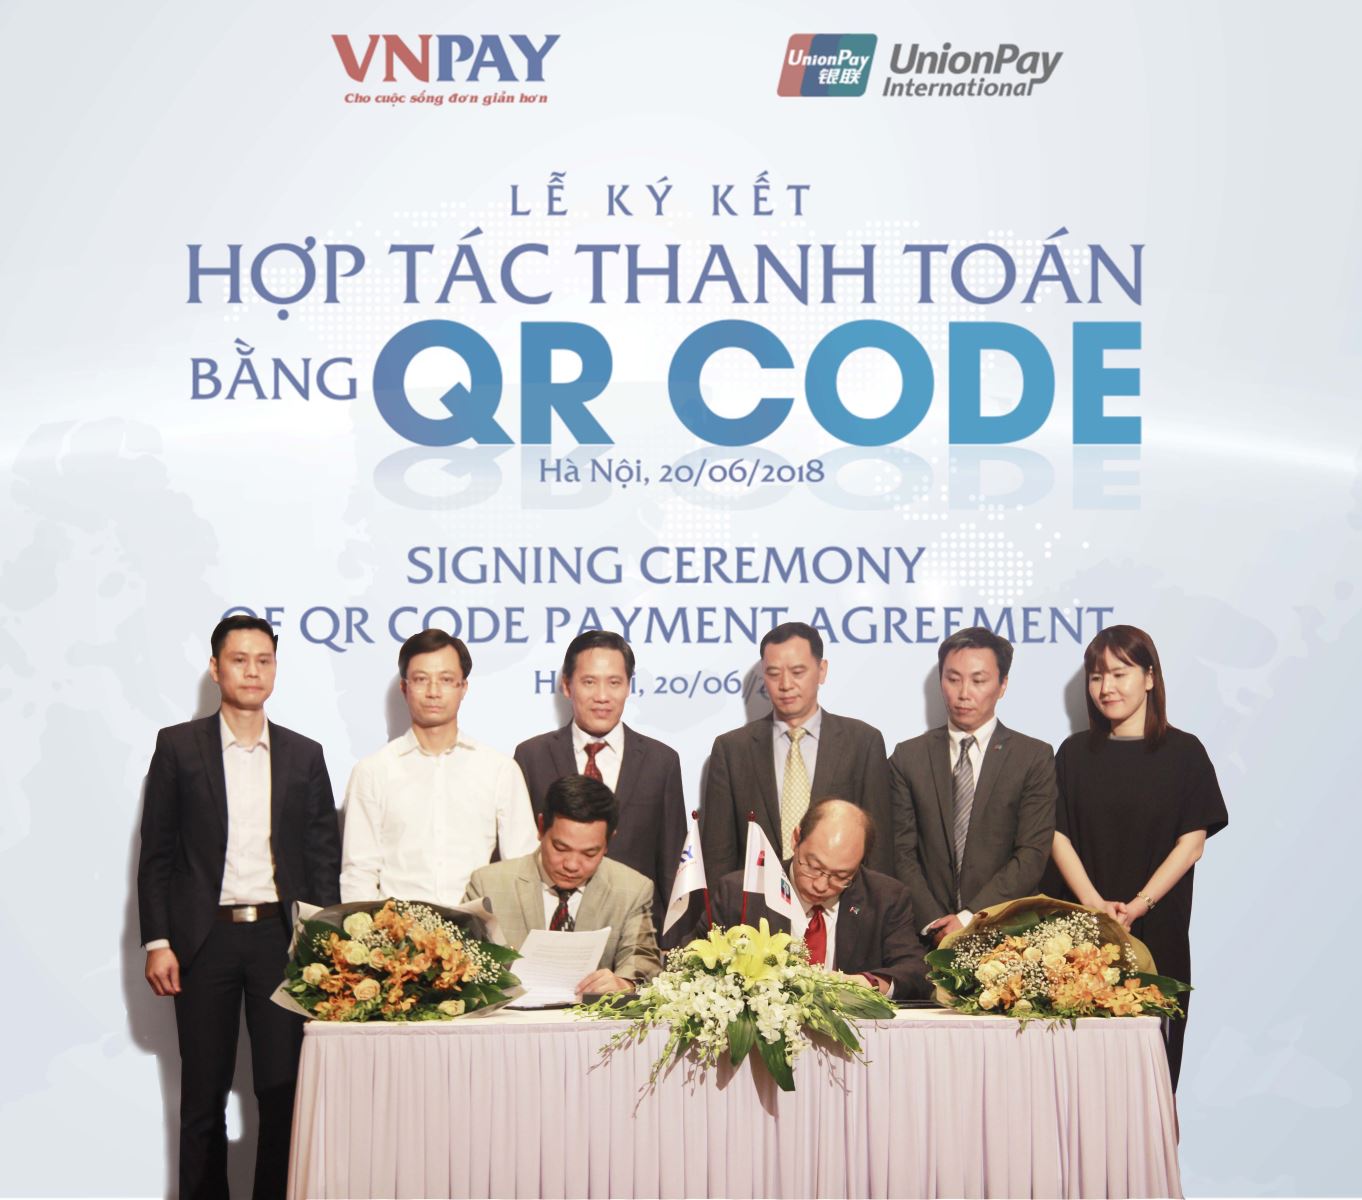 VNPAY
Cho cuộc sống đơn giản hơn
UnionPay
银联
UnionPay
International
LỄ KÝ KẾT
HỢP TÁC THANH TOÁN
BẰNG QR CODE
Hà Nội, 20/06/2018
SIGNING CEREMONY
OF QR CODE PAYMENT AGREEMENT